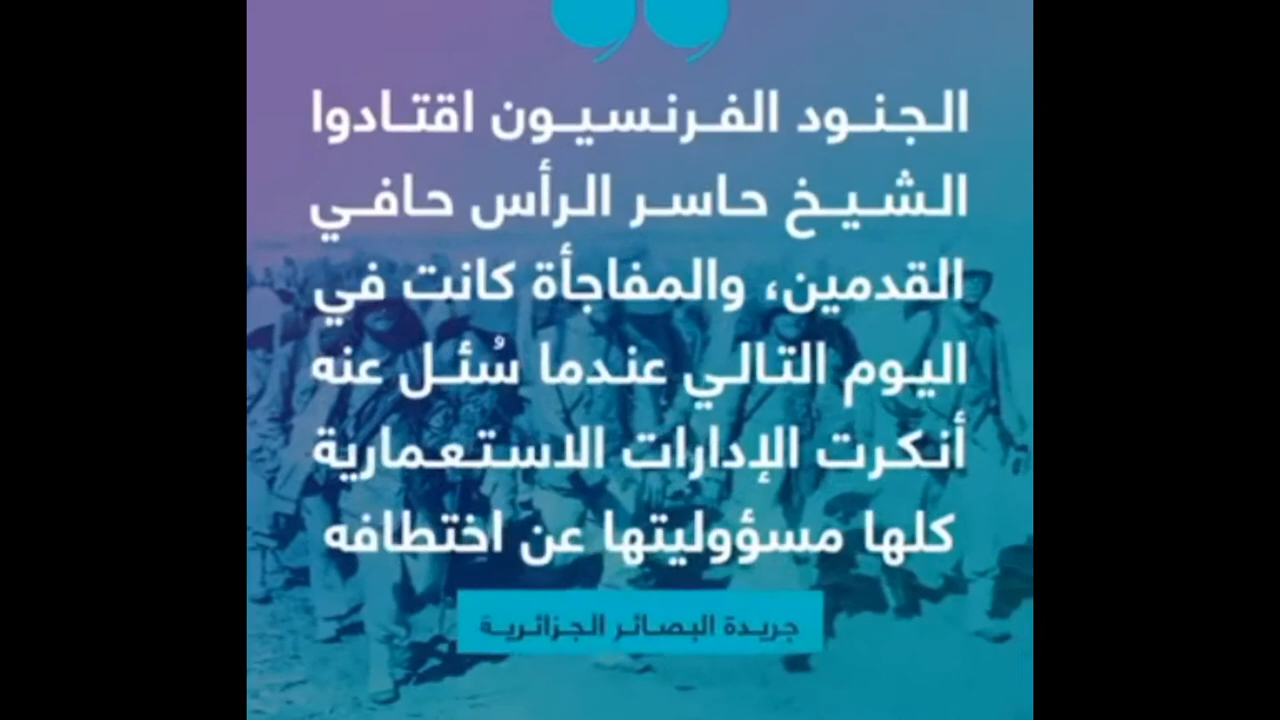 الجنود الفرنسيون اقتادوا
الشيخ حاسر الرأس حافي
القدمين، والمفاجأة كانت في
اليوم التالي عندما سُئل عنه
أنكرت الإدارات الاستعمارية
كلها مسؤوليتها عن اختطافه
جريدة البصائر الجزائرية